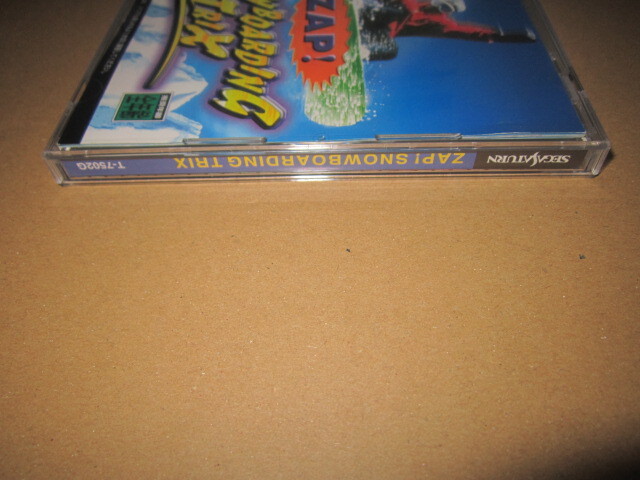 ZAP!
SNOWBOARDING
TRIX
SEGA SATURN
ZAP! SNOWBOARDING TRIX
T-7502G